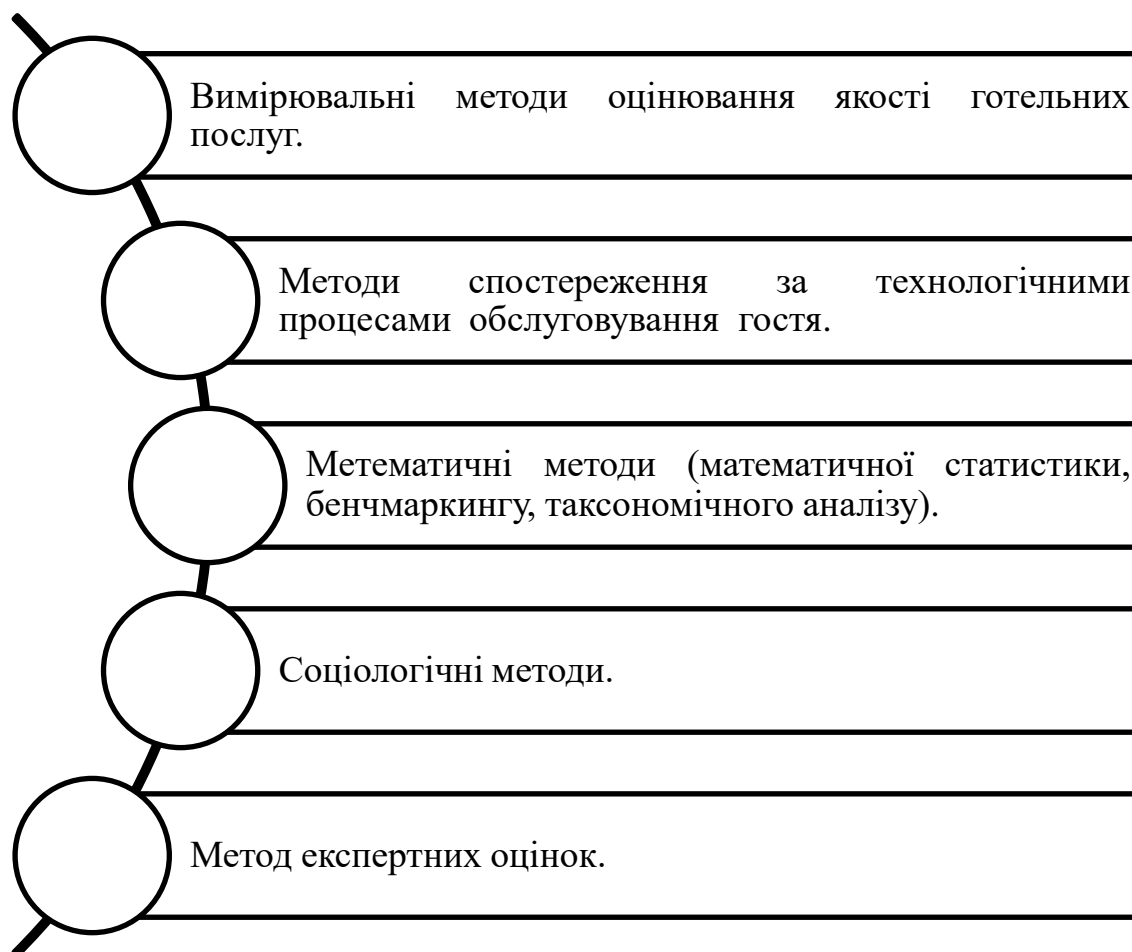 Вимірювальні методи оцінювання якості готельних
послуг.
Методи спостереження за технологічними
процесами обслуговування гостя.
Метематичні методи (математичної статистики,
бенчмаркингу, таксономічного аналізу).
Соціологічні методи.
Метод експертних оцінок.